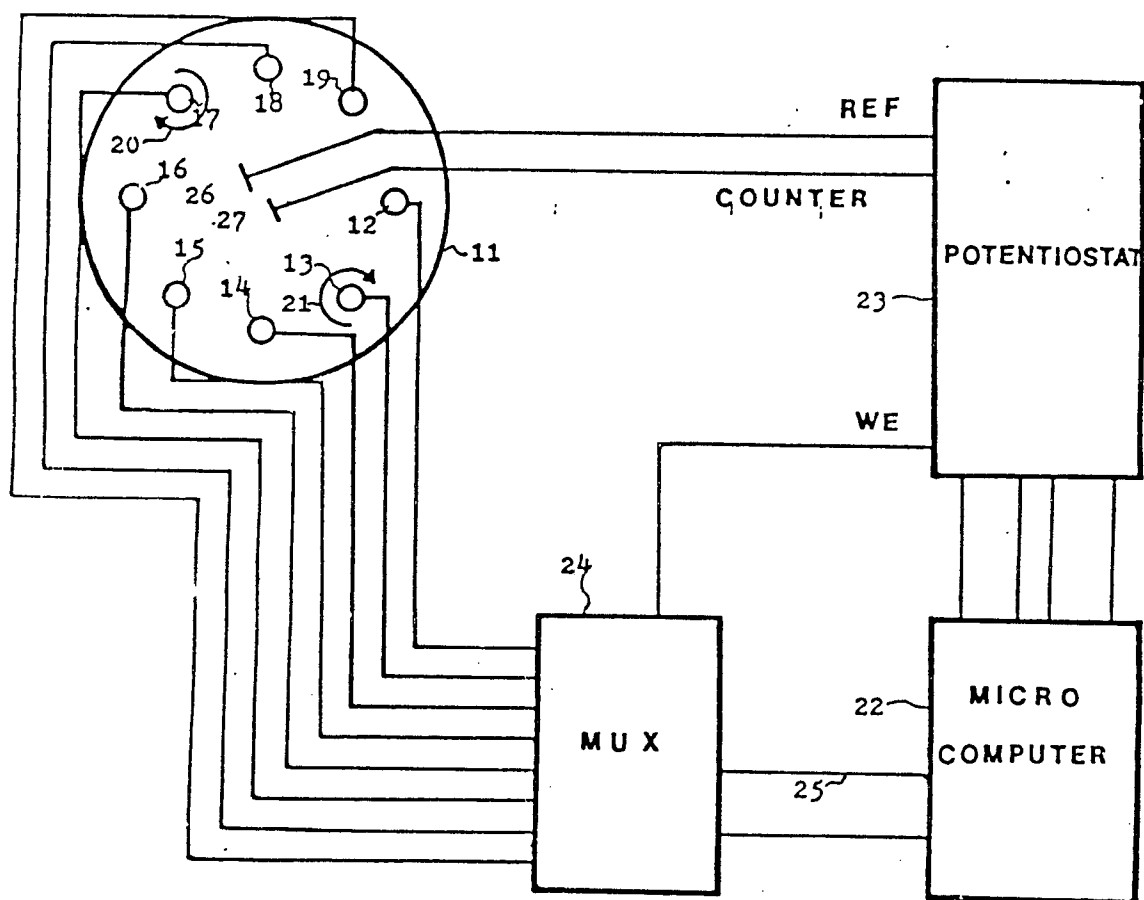 19
18
17
20
REF
16
26
COUNTER
27
12
11
POTENTIOSTAT
15
13
14
21
23
WE
24
22
MICRO
COMPUTER
MUX
25